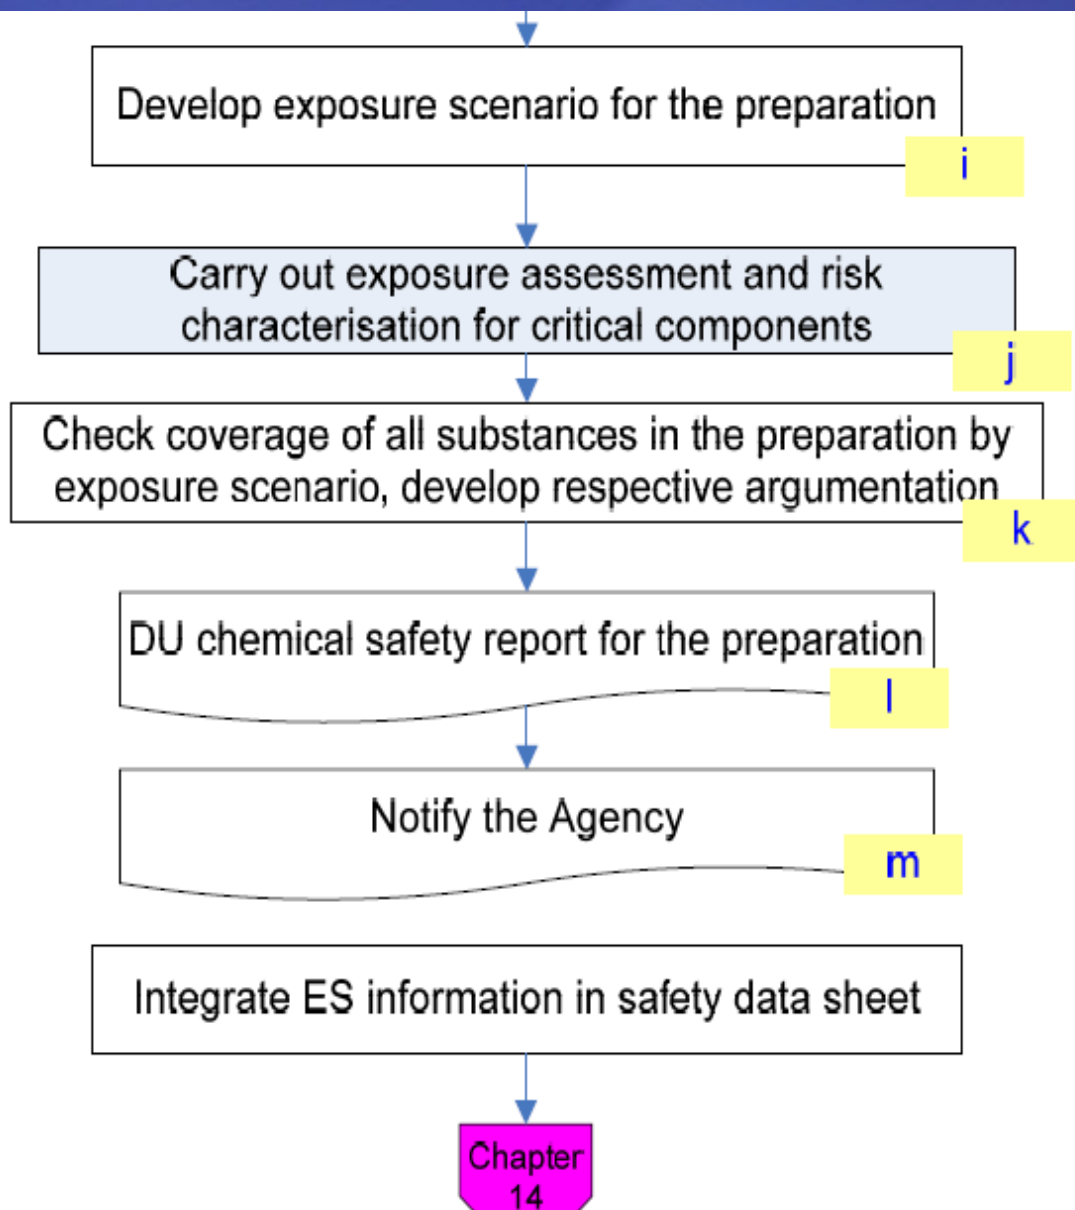 Develop exposure scenario for the preparation
i
Carry out exposure assessment and risk
characterisation for critical components
j
Check coverage of all substances in the preparation by
exposure scenario, develop respective argumentation
k
DU chemical safety report for the preparation
l
Notify the Agency
m
Integrate ES information in safety data sheet
Chapter
14